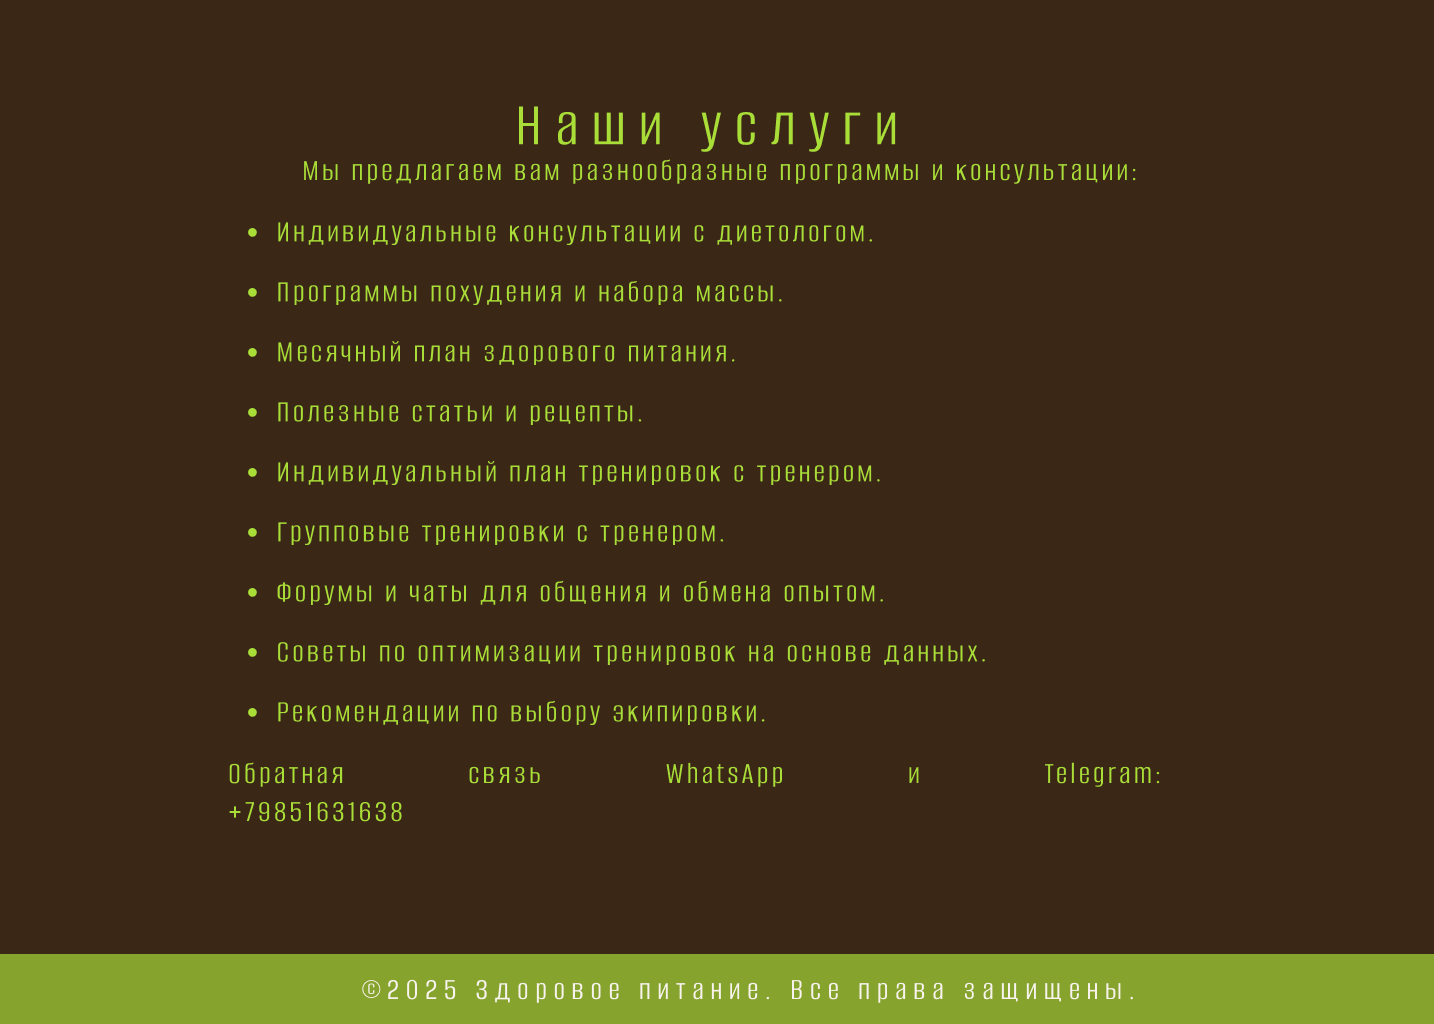 Наши услуги
Мы предлагаем вам разнообразные программы и консультации:
• Индивидуальные консультации с диетологом.
• Программы похудения и набора массы.
• Месячный план здорового питания.
• Полезные статьи и рецепты.
• Индивидуальный план тренировок с тренером.
• Групповые тренировки с тренером.
• Форумы и чаты для общения и обмена опытом.
• Советы по оптимизации тренировок на основе данных.
• Рекомендации по выбору экипировки.
Обратная связь WhatsApp и Telegram:
+79851631638
©2025 Здоровое питание. Все права защищены.